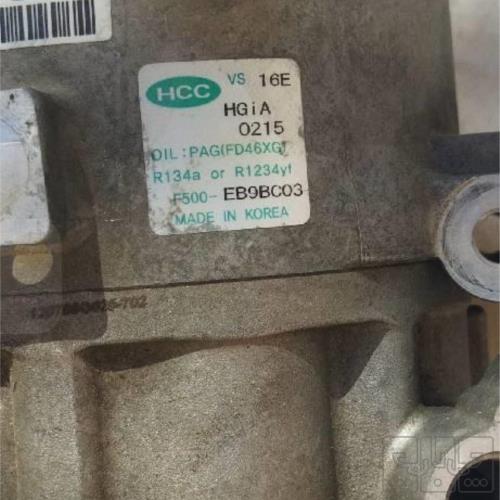 HCC VS 16E
HGiA
0215
OIL:PAG(FD46XG)
R134a or R1234yf
F500-EB9BC03
MADE IN KOREA